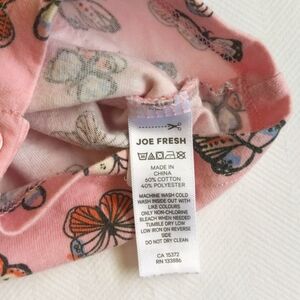 JOE FRESH
MADE IN
CHINA
60% COTTON
40% POLYESTER
MACHINE WASH COLD
WASH INSIDE OUT WITH
LIKE COLOURS
ONLY NON-CHLORINE
BLEACH WHEN NEEDED
TUMBLE DRY LOW
LOW IRON ON REVERSE
SIDE
DO NOT DRY CLEAN
CA 15372
RN 133886